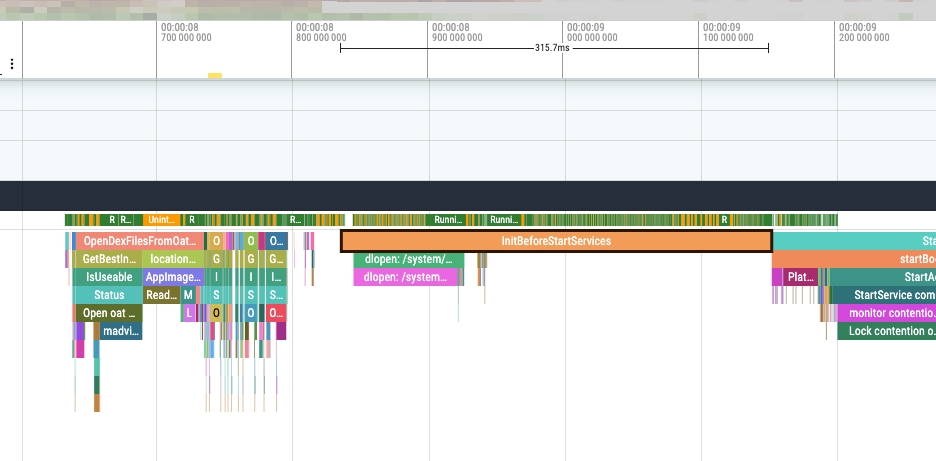 00:00:08
700 000 000
00:00:08
800 000 000
00:00:08
900 000 000
00:00:09
000 000 000
00:00:09
100 000 000
00:00:09
200 000 000
315.7ms
R R... Unint... R R... Runni... Runni... R
OpenDexFilesFromOat... O O O... InitBeforeStartServices Sta
GetBestIn... location... G G G... dlopen: /system/... startBo
IsUseable AppImage... I I I... dlopen: /system... Plat... StartA
Status Read... M S S S... StartService com
Open oat ... L O O O... monitor contentio...
madvi... Lock contention o...